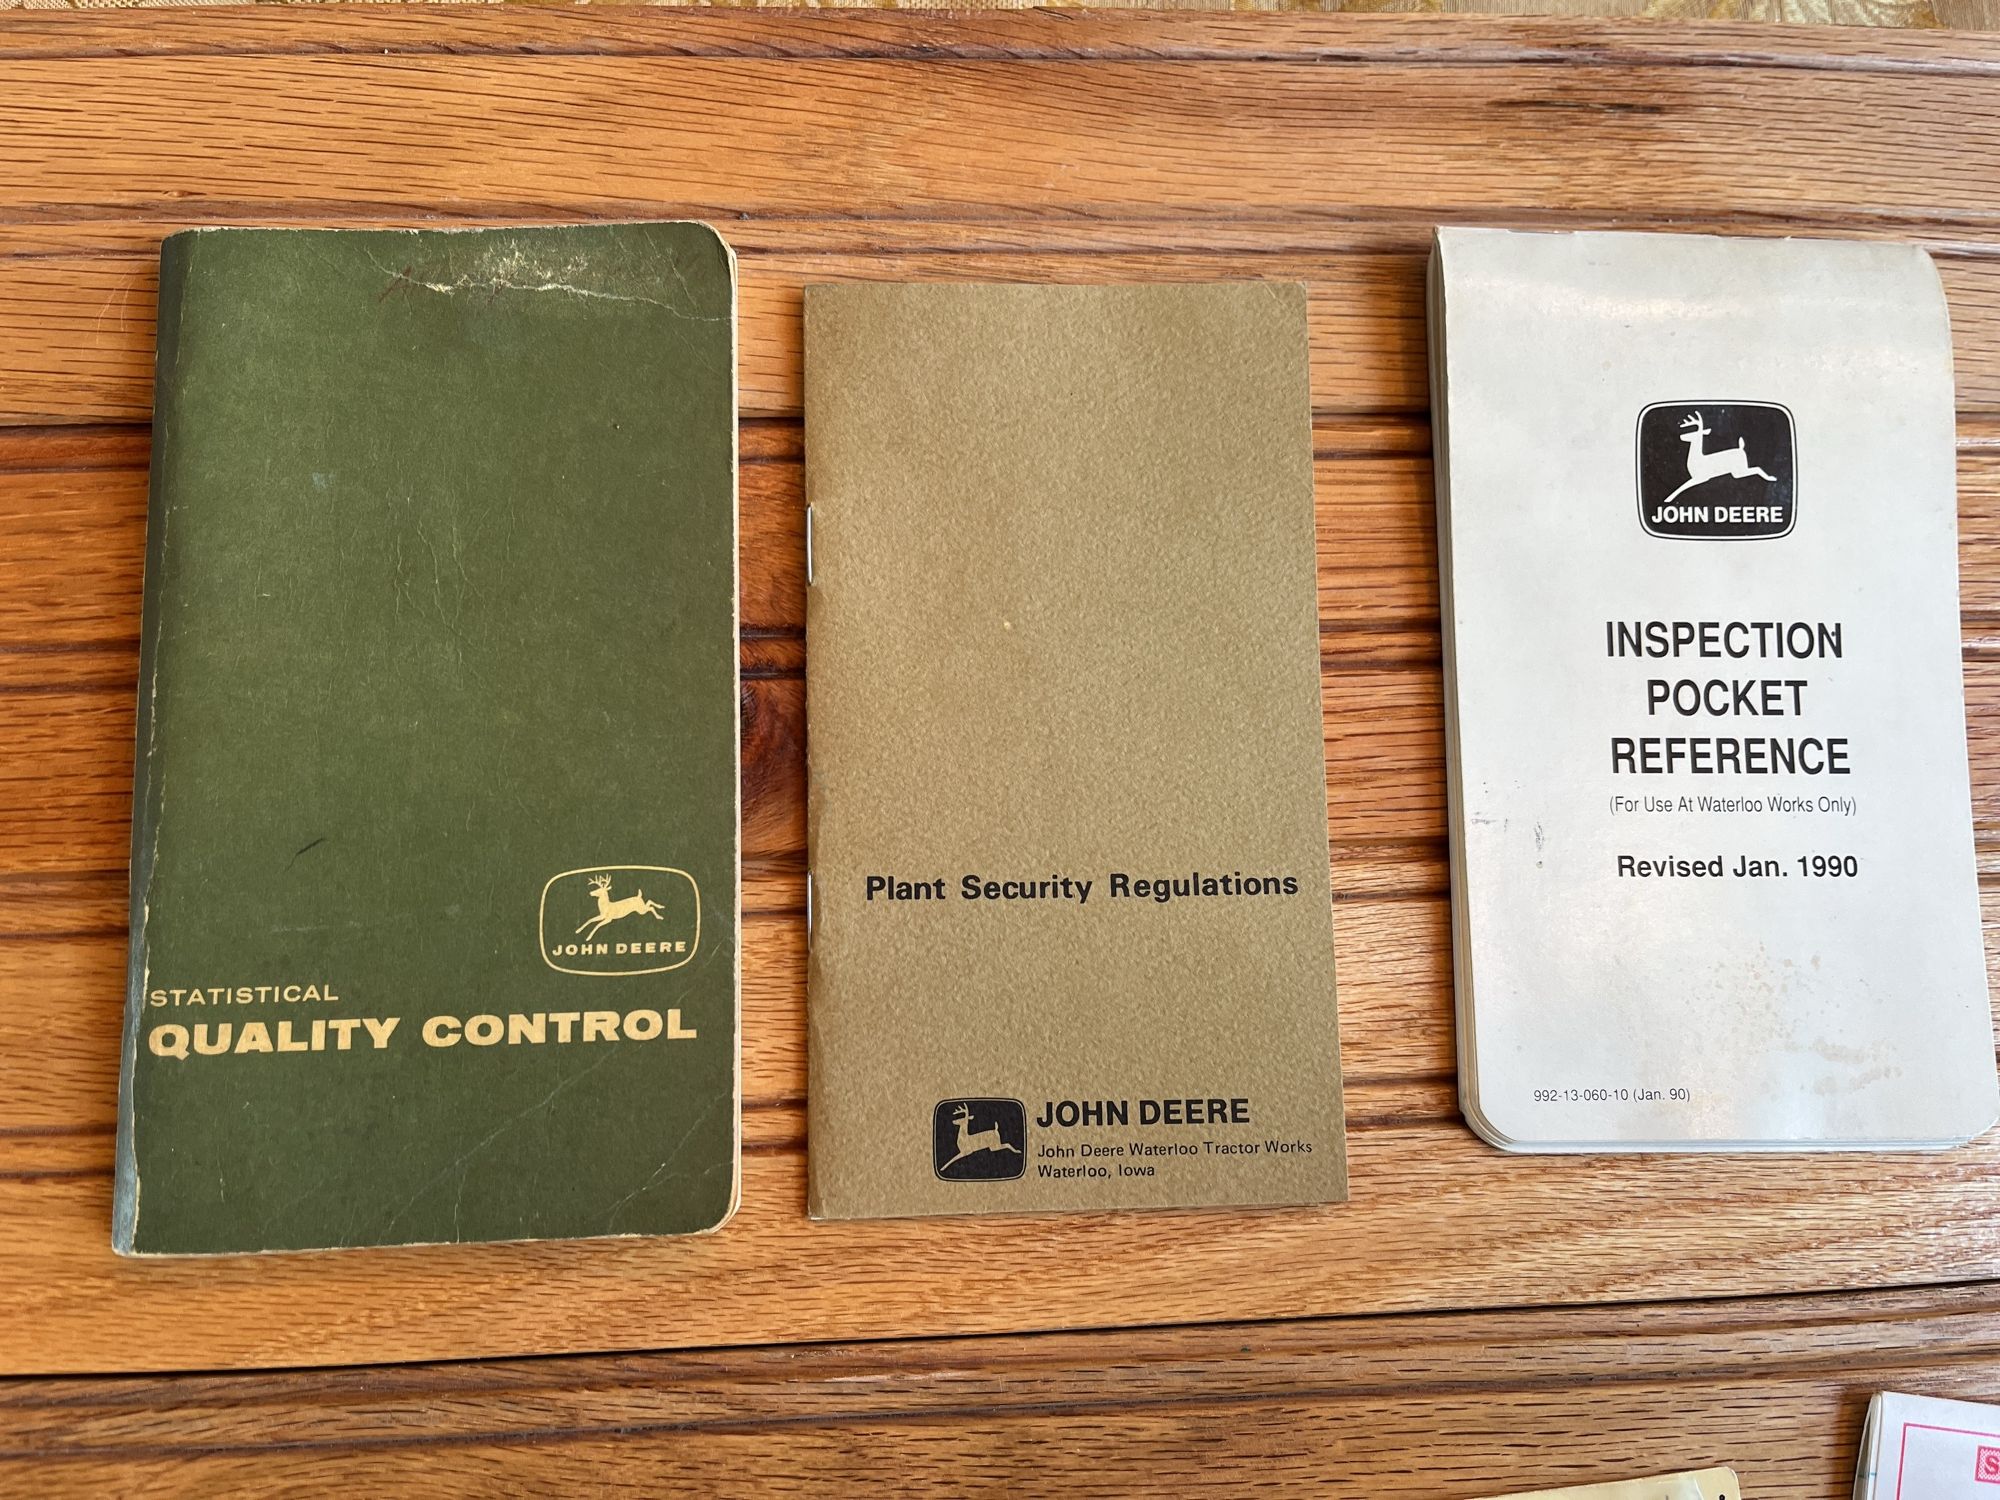 JOHN DEERE
STATISTICAL
QUALITY CONTROL
Plant Security Regulations
JOHN DEERE
John Deere Waterloo Tractor Works
Waterloo, Iowa
JOHN DEERE
INSPECTION
POCKET
REFERENCE
(For Use At Waterloo Works Only)
Revised Jan. 1990
992-13-060-10 (Jan. 90)
S